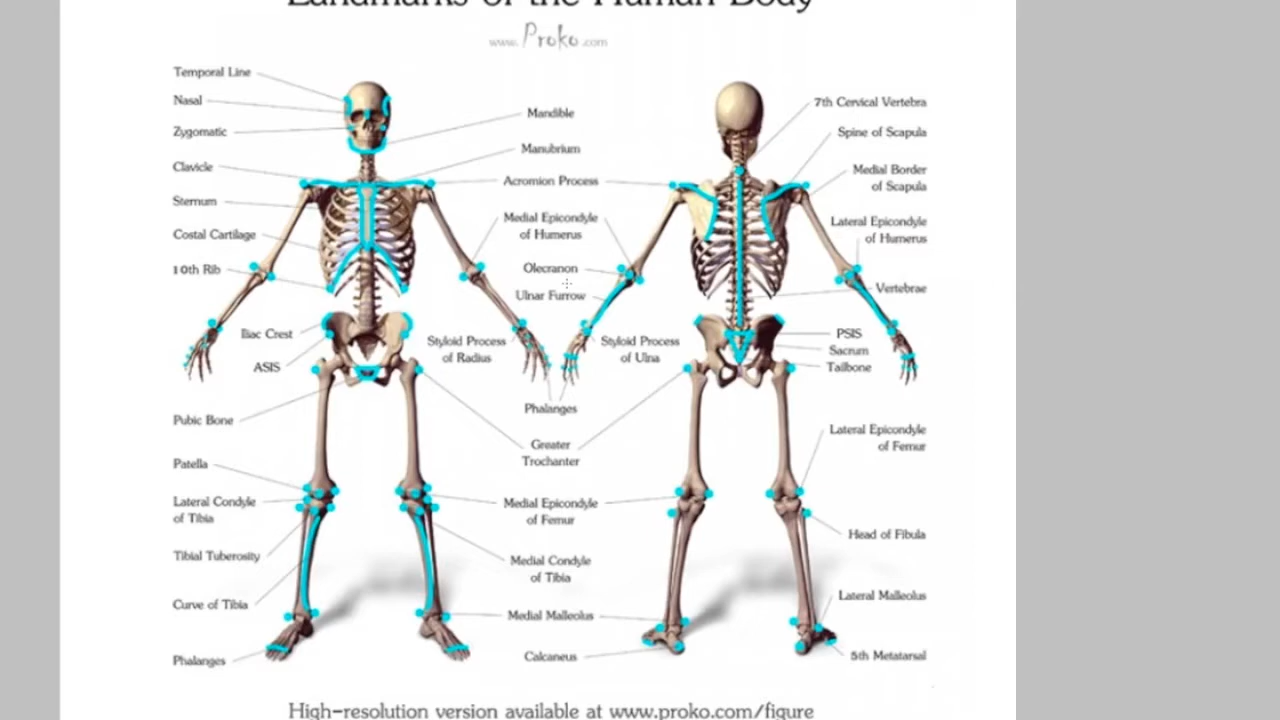 Landmarks of the Human Body
www.Proko.com
Temporal Line
Nasal
Zygomatic
Clavicle
Sternum
Costal Cartilage
10th Rib
Iliac Crest
ASIS
Pubic Bone
Patella
Lateral Condyle
of Tibia
Tibial Tuberosity
Curve of Tibia
Phalanges
Mandible
Manubrium
Acromion Process
Medial Epicondyle
of Humerus
Olecranon
Ulnar Furrow
Styloid Process
of Radius
Styloid Process
of Ulna
Phalanges
Greater
Trochanter
Medial Epicondyle
of Femur
Medial Condyle
of Tibia
Medial Malleolus
Calcaneus
7th Cervical Vertebra
Spine of Scapula
Medial Border
of Scapula
Lateral Epicondyle
of Humerus
Vertebrae
PSIS
Sacrum
Tailbone
Lateral Epicondyle
of Femur
Head of Fibula
Lateral Malleolus
5th Metatarsal
High-resolution version available at www.proko.com/figure